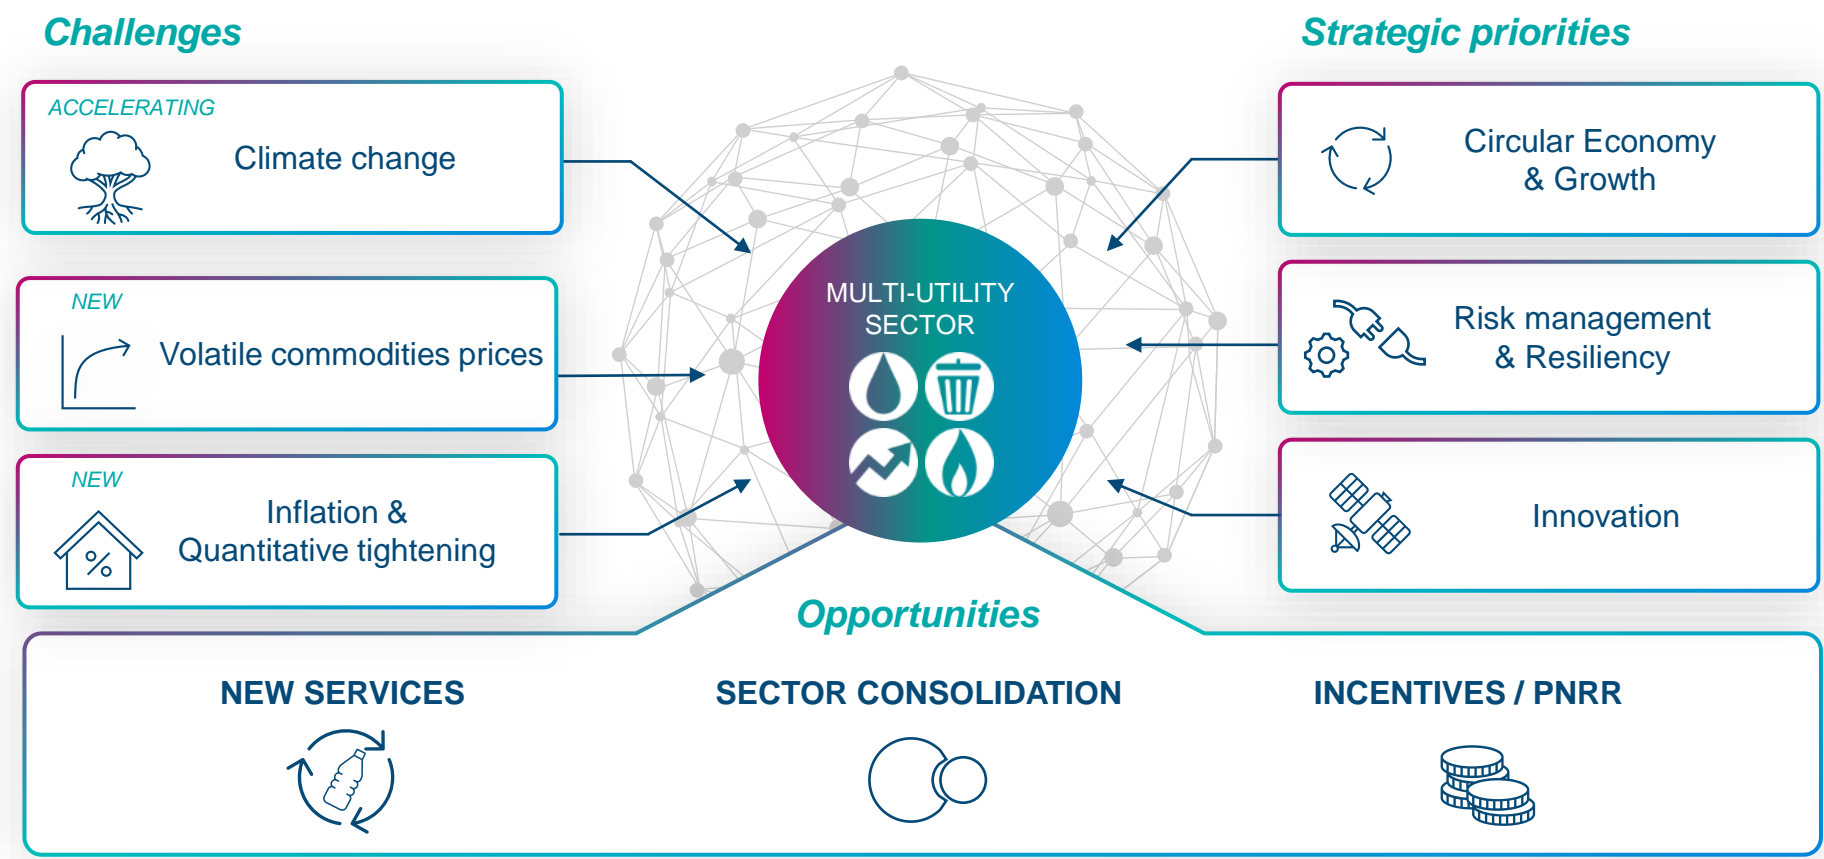 Challenges
ACCELERATING
Climate change
NEW
Volatile commodities prices
NEW
Inflation &
Quantitative tightening
MULTI-UTILITY
SECTOR
%
Strategic priorities
Circular Economy
& Growth
Risk management
& Resiliency
Innovation
Opportunities
NEW SERVICES
SECTOR CONSOLIDATION
INCENTIVES / PNRR